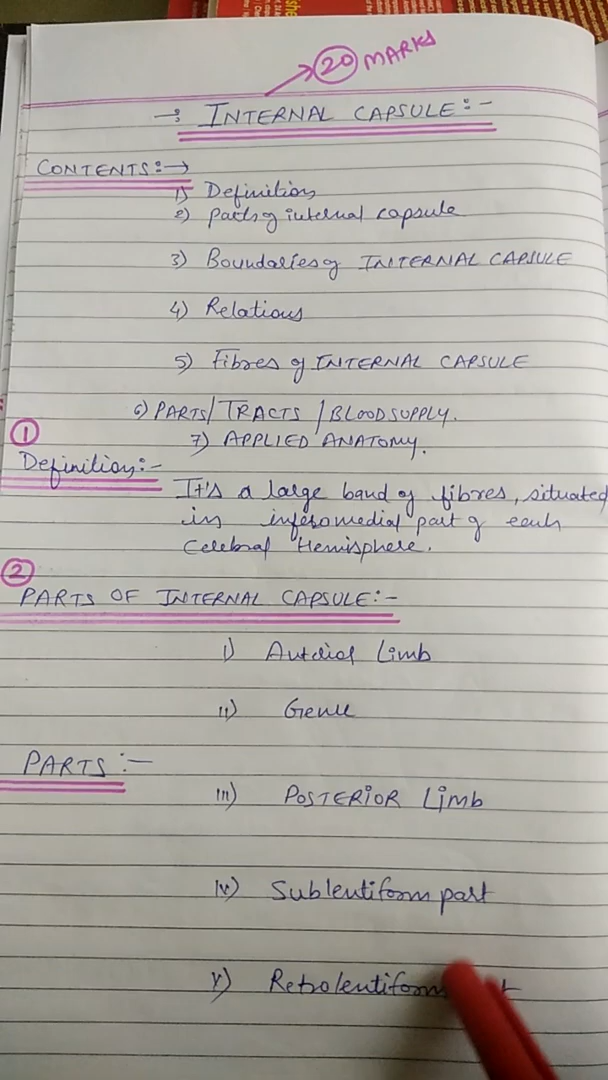 20 MARKS
-: INTERNAL CAPSULE:-
CONTENTS:→
1) Definition
2) Parts of internal capsule
3) Boundaries of INTERNAL CAPSULE
4) Relations
5) Fibres of INTERNAL CAPSULE
6) PARTS/ TRACTS / BLOOD SUPPLY.
7) APPLIED ANATOMY.
1
Definition:-
It's a large band of fibres, situated
in inferomedial part of each
Cerebral Hemisphere.
2
PARTS OF INTERNAL CAPSULE:-
i) Anterior Limb
ii) Genu
PARTS:-
iii) POSTERIOR Limb
iv) Sublentiform part
v) Retrolentiform